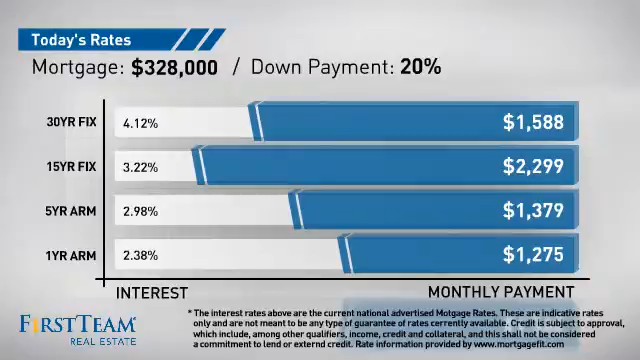 Today's Rates
Mortgage: $328,000 / Down Payment: 20%
30YR FIX 4.12% $1,588
15YR FIX 3.22% $2,299
5YR ARM 2.98% $1,379
1YR ARM 2.38% $1,275
INTEREST MONTHLY PAYMENT
FIRSTTEAM®
REAL ESTATE
* The interest rates above are the current national advertised Motgage Rates. These are indicative rates
only and are not meant to be any type of guarantee of rates cerrently available. Credit is subject to approval,
which include, among other qualifiers, income, credit and collateral, and this shall not be considered
a commitment to lend or externd credit. Rate information provided by www.mortgagefit.com